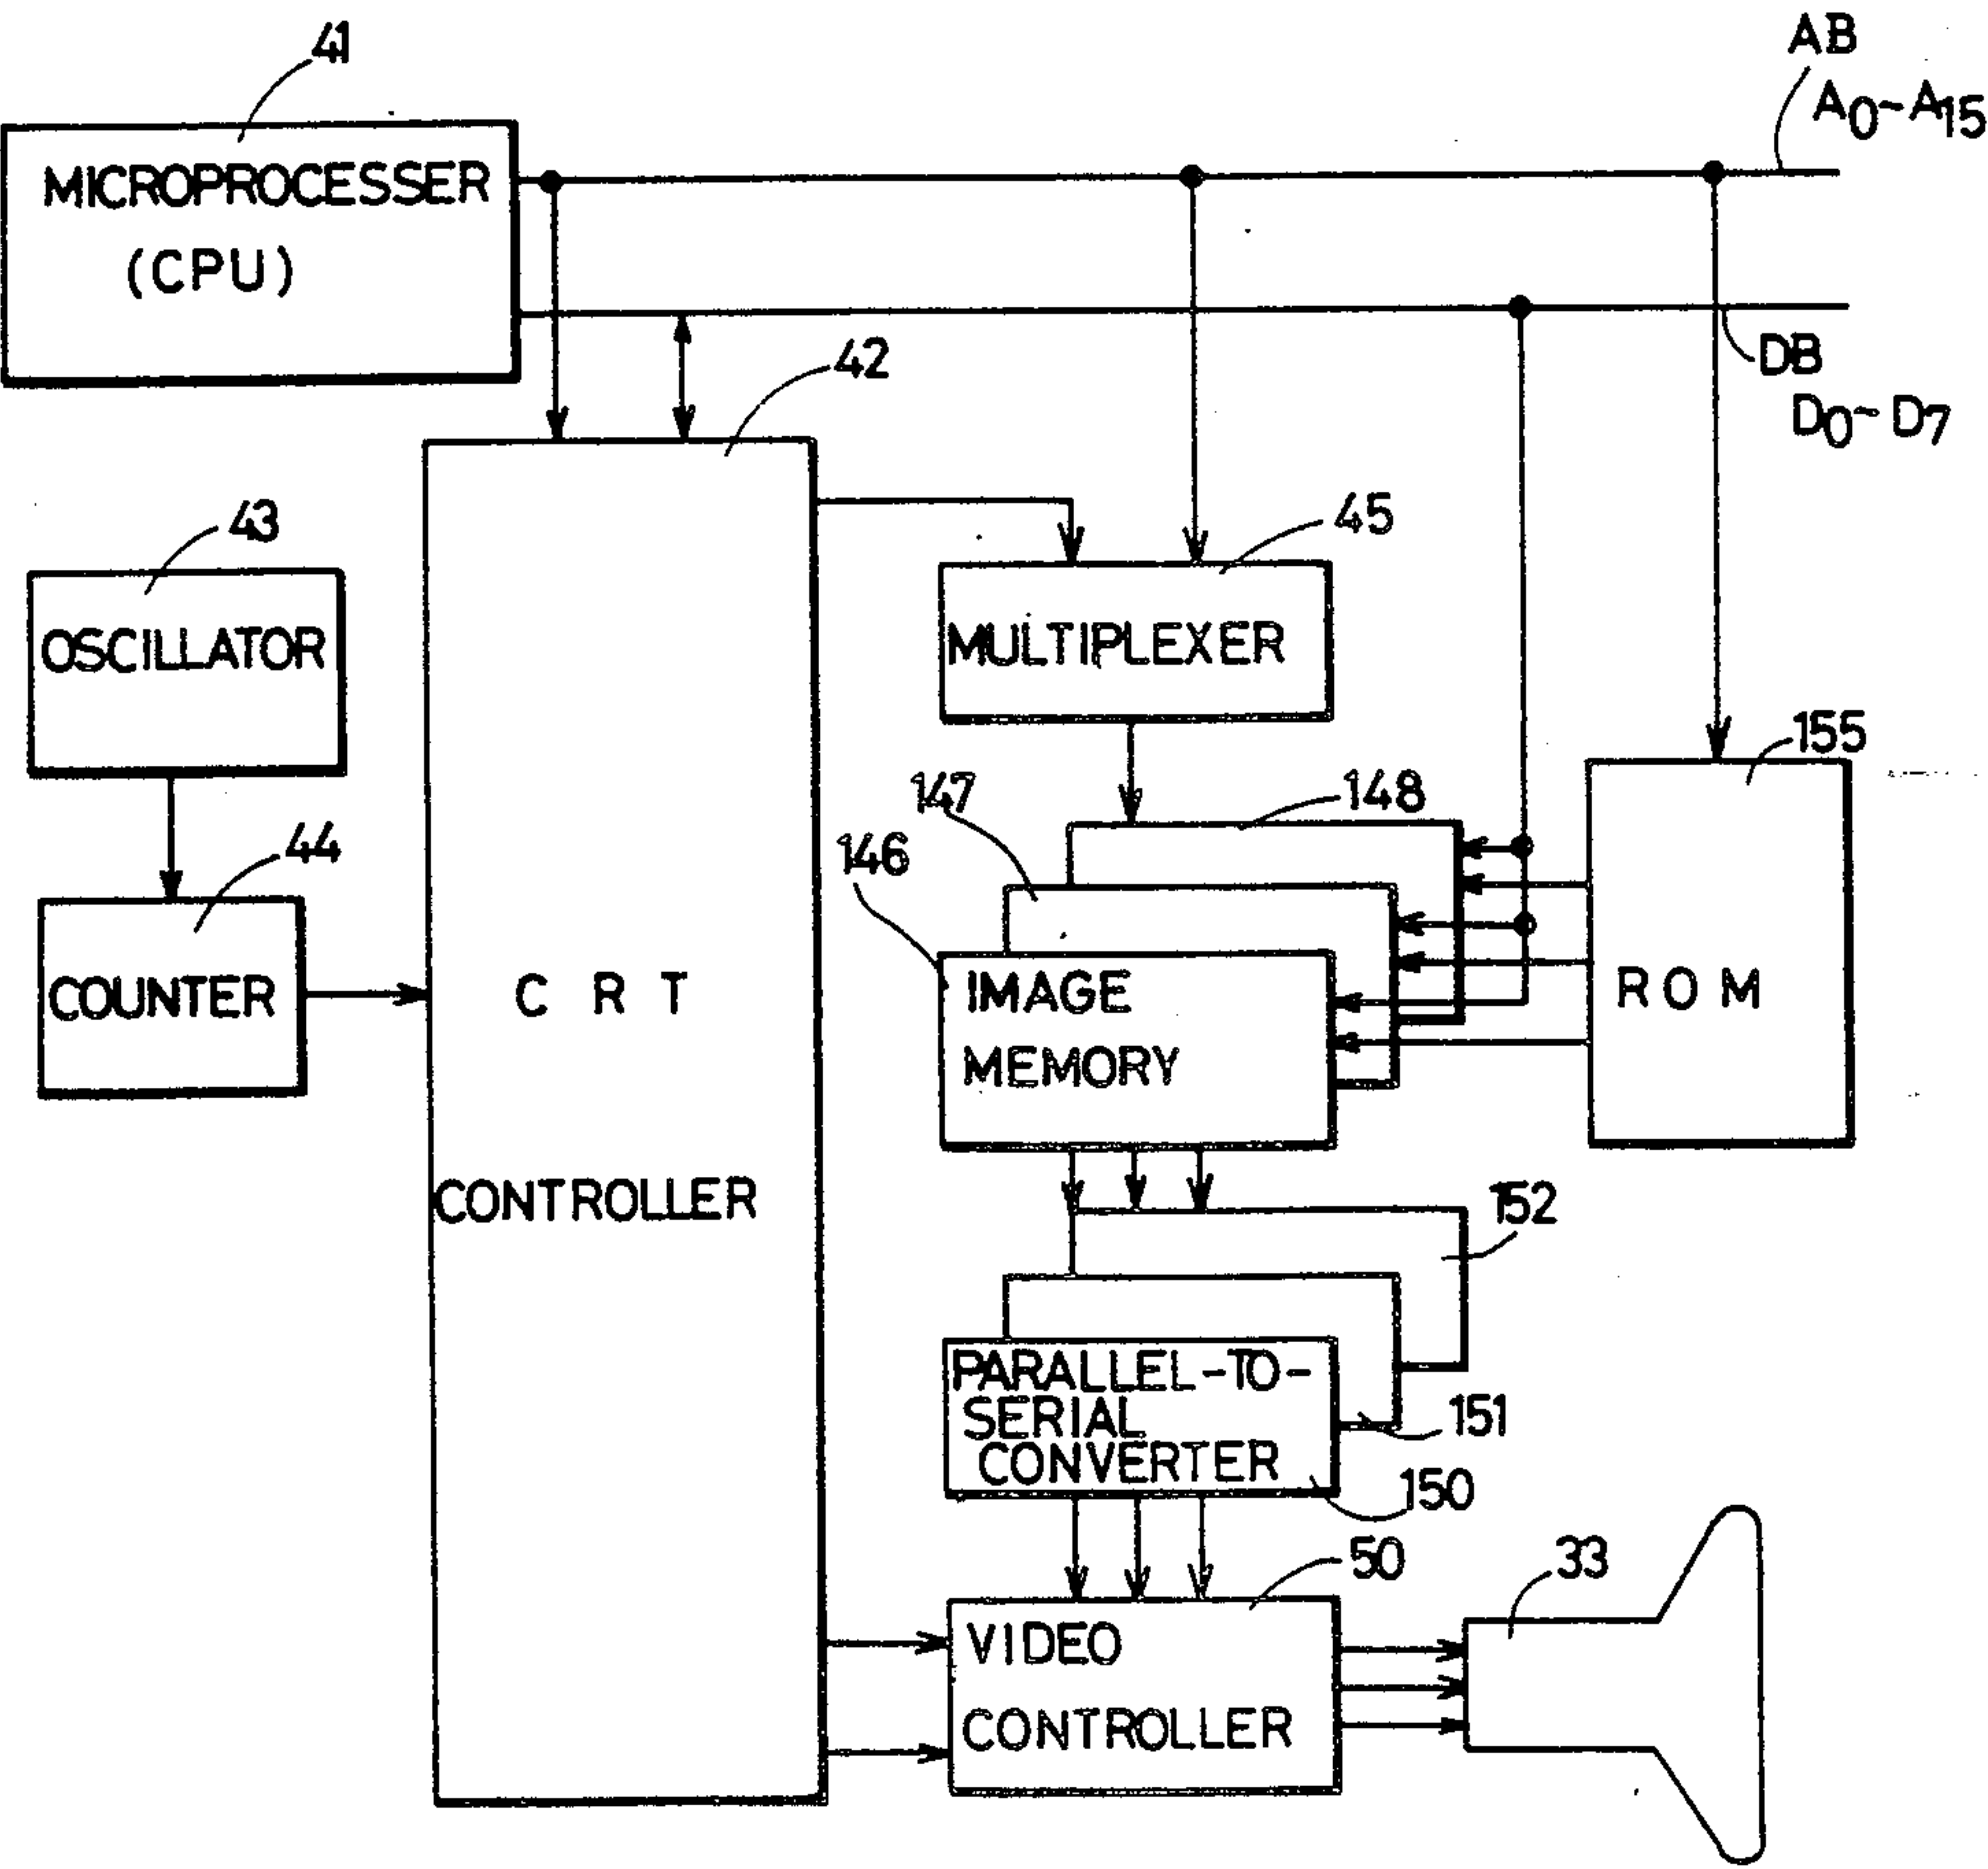 41
AB
A0~A15
MICROPROCESSER
(CPU)
42
DB
D0~D7
43
45
OSCILLATOR
MULTIPLEXER
155
147
148
44
146
COUNTER
C R T
CONTROLLER
IMAGE
MEMORY
ROM
152
PARALLEL-TO-
SERIAL
CONVERTER
151
150
50
33
VIDEO
CONTROLLER